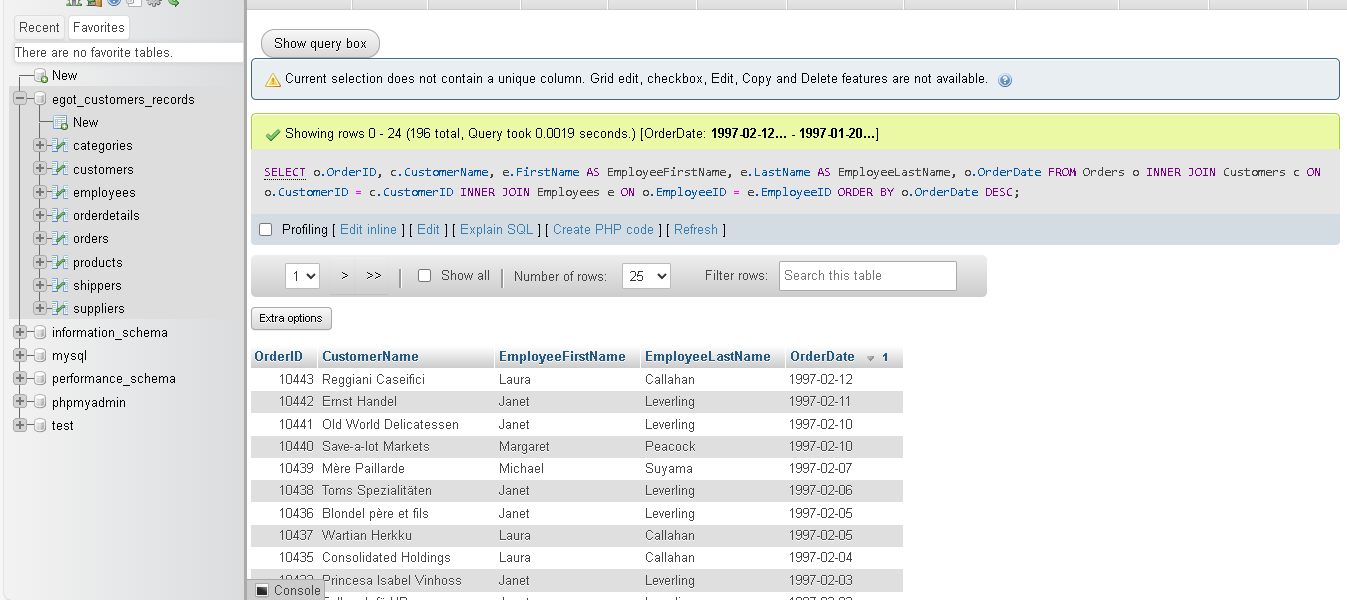 Recent Favorites
There are no favorite tables.
New
egot_customers_records
New
categories
customers
employees
orderdetails
orders
products
shippers
suppliers
information_schema
mysql
performance_schema
phpmyadmin
test
Show query box
Current selection does not contain a unique column. Grid edit, checkbox, Edit, Copy and Delete features are not available.
Showing rows 0 - 24 (196 total, Query took 0.0019 seconds.) [OrderDate: 1997-02-12... - 1997-01-20...]
SELECT o.OrderID, c.CustomerName, e.FirstName AS EmployeeFirstName, e.LastName AS EmployeeLastName, o.OrderDate FROM Orders o INNER JOIN Customers c ON
o.CustomerID = c.CustomerID INNER JOIN Employees e ON o.EmployeeID = e.EmployeeID ORDER BY o.OrderDate DESC;
Profiling [ Edit inline ] [ Edit ] [ Explain SQL ] [ Create PHP code ] [ Refresh ]
1 > >> | Show all | Number of rows: 25 Filter rows: Search this table
Extra options
OrderID CustomerName EmployeeFirstName EmployeeLastName OrderDate 1
10443 Reggiani Caseifici Laura Callahan 1997-02-12
10442 Ernst Handel Janet Leverling 1997-02-11
10441 Old World Delicatessen Janet Leverling 1997-02-10
10440 Save-a-lot Markets Margaret Peacock 1997-02-10
10439 Mère Paillarde Michael Suyama 1997-02-07
10438 Toms Spezialitäten Janet Leverling 1997-02-06
10436 Blondel père et fils Janet Leverling 1997-02-05
10437 Wartian Herkku Laura Callahan 1997-02-05
10435 Consolidated Holdings Laura Callahan 1997-02-04
Princesa Isabel Vinhoss Janet Leverling 1997-02-03
Console